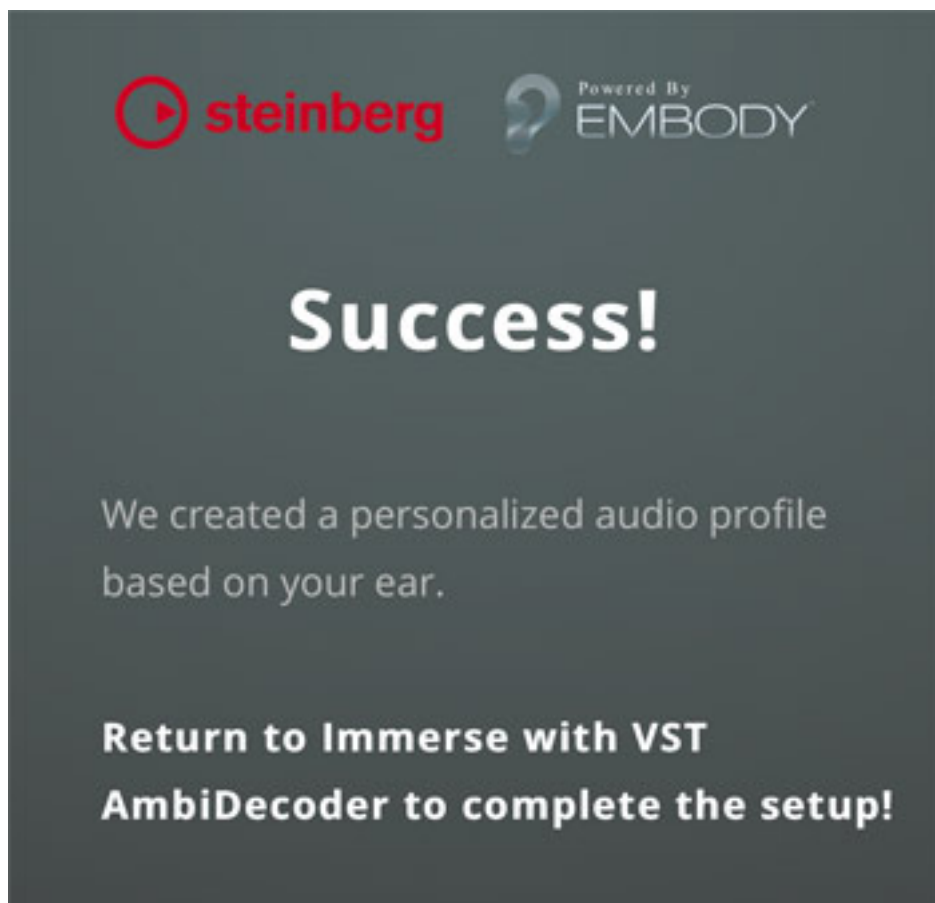 steinberg
Powered By
EMBODY
Success!
We created a personalized audio profile
based on your ear.
Return to Immerse with VST
AmbiDecoder to complete the setup!